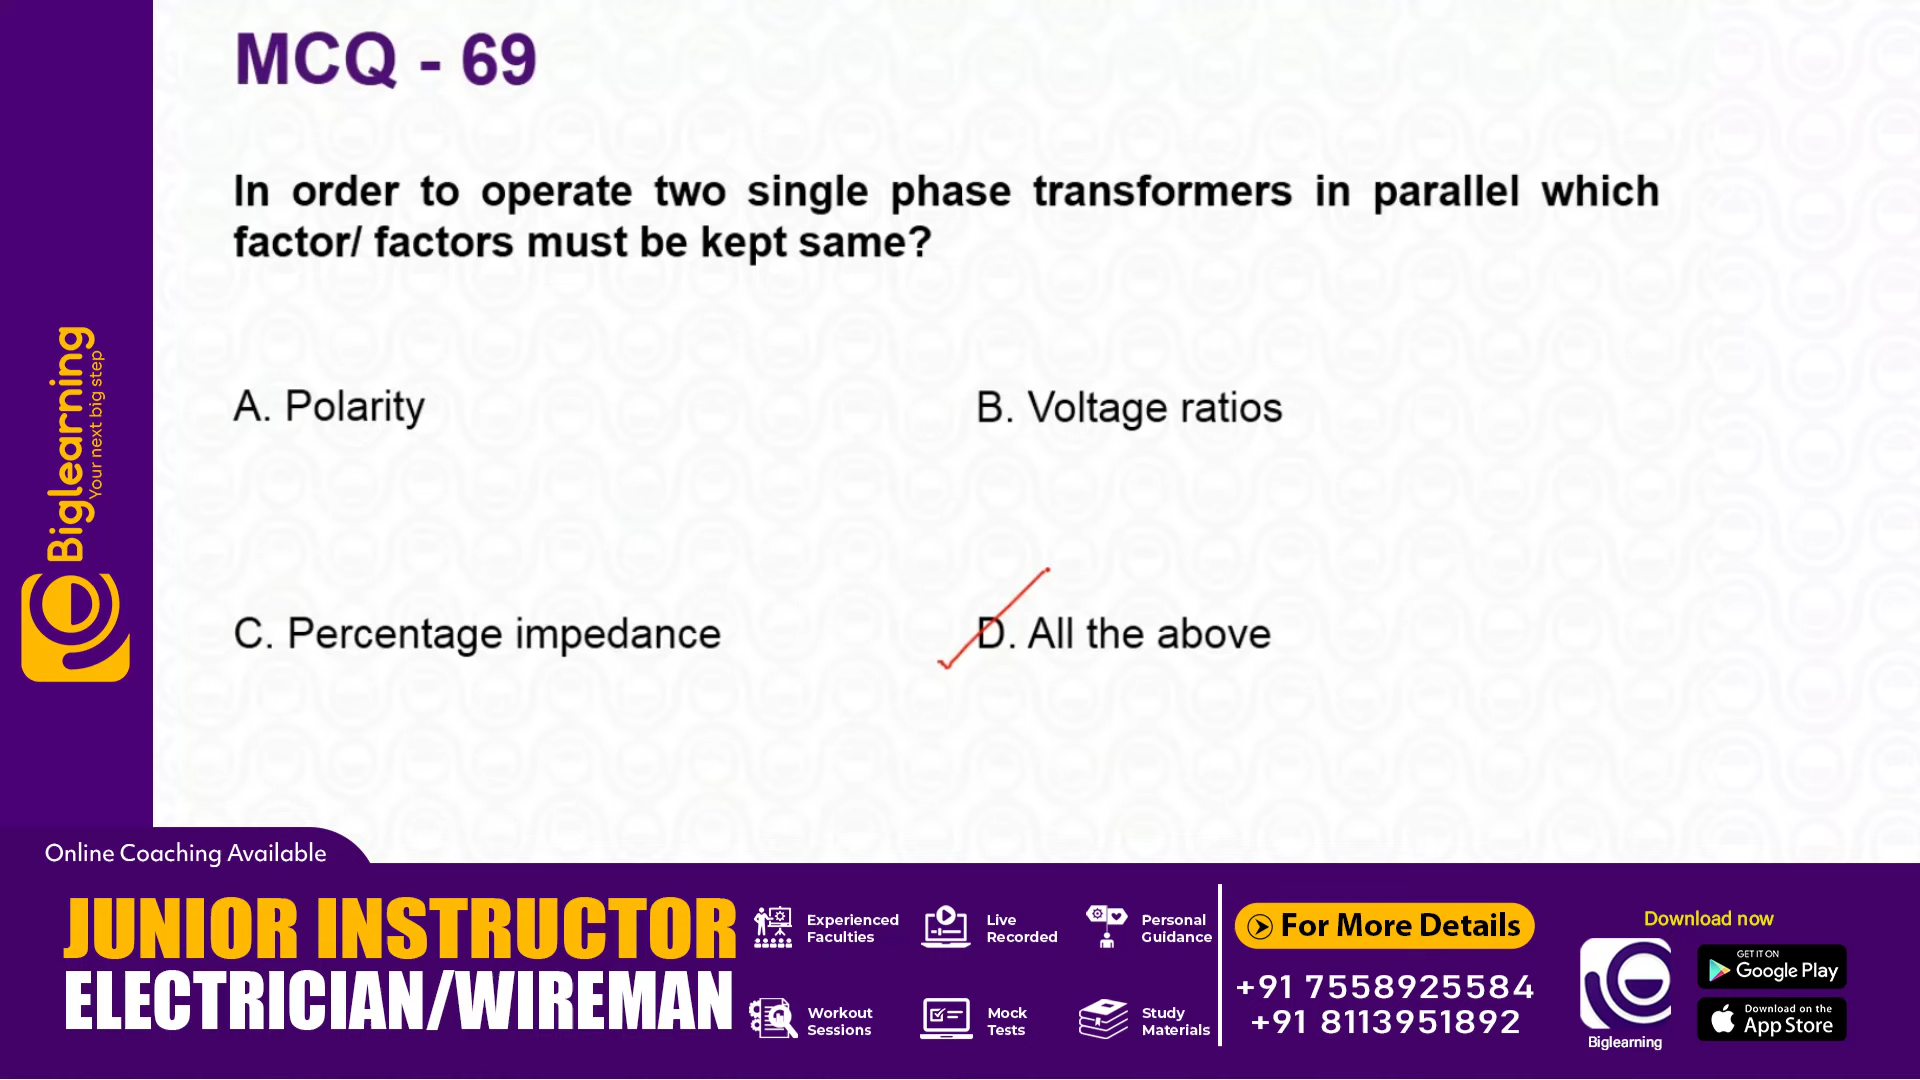 MCQ - 69
In order to operate two single phase transformers in parallel which
factor/ factors must be kept same?
A. Polarity
B. Voltage ratios
C. Percentage impedance
D. All the above
Biglearning
Your next big step
Online Coaching Available
JUNIOR INSTRUCTOR
ELECTRICIAN/WIREMAN
Experienced
Faculties
Live
Recorded
Personal
Guidance
Workout
Sessions
Mock
Tests
Study
Materials
For More Details
+91 7558925584
+91 8113951892
Download now
Biglearning
GET IT ON
Google Play
Download on the
App Store